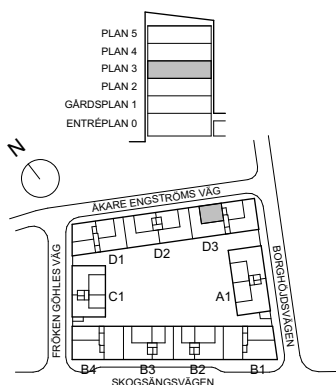 PLAN 5
PLAN 4
PLAN 3
PLAN 2
GÅRDSPLAN 1
ENTRÉPLAN 0
N
ÅKARE ENGSTRÖMS VÄG
D1
D2
D3
FRÖKEN GÖHLES VÄG
C1
A1
BORGHÖJDSVÄGEN
B4
B3
B2
B1
SKOGSÄNGSVÄGEN